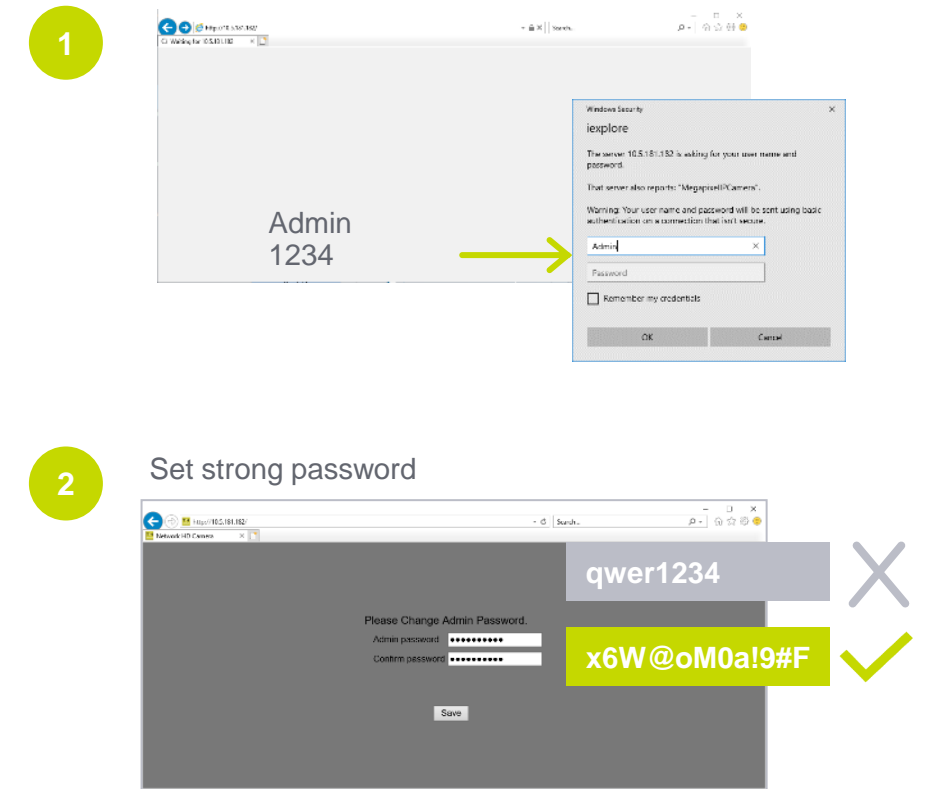 1
http://10.5.181.182/
Search...
Waiting for 10.5.181.182
Windows Security
iexplore
The server 10.5.181.182 is asking for your user name and
password.
That server also reports: "MegapixelIPCamera".
Warning: Your user name and password will be sent using basic
authentication on a connection that isn't secure.
Admin
1234
Admin
Password
Remember my credentials
OK
Cancel
2
Set strong password
http://10.5.181.182/
Search...
Network HD Camera
qwer1234
Please Change Admin Password.
Admin password
Confirm password
x6W@oM0a!9#F
Save